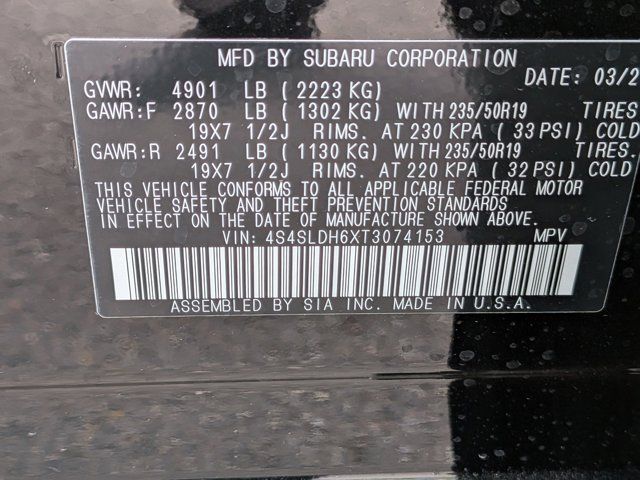 MFD BY SUBARU CORPORATION
DATE: 03/2
GVWR: 4901 LB ( 2223 KG)
GAWR:F 2870 LB ( 1302 KG) WITH 235/50R19 TIRES
19X7 1/2J RIMS. AT 230 KPA ( 33 PSI) COLD
GAWR:R 2491 LB ( 1130 KG) WITH 235/50R19 TIRES.
19X7 1/2J RIMS. AT 220 KPA ( 32 PSI) COLD
THIS VEHICLE CONFORMS TO ALL APPLICABLE FEDERAL MOTOR
VEHICLE SAFETY AND THEFT PREVENTION STANDARDS
IN EFFECT ON THE DATE OF MANUFACTURE SHOWN ABOVE.
VIN: 4S4SLDH6XT3074153 MPV
ASSEMBLED BY SIA INC. MADE IN U.S.A.